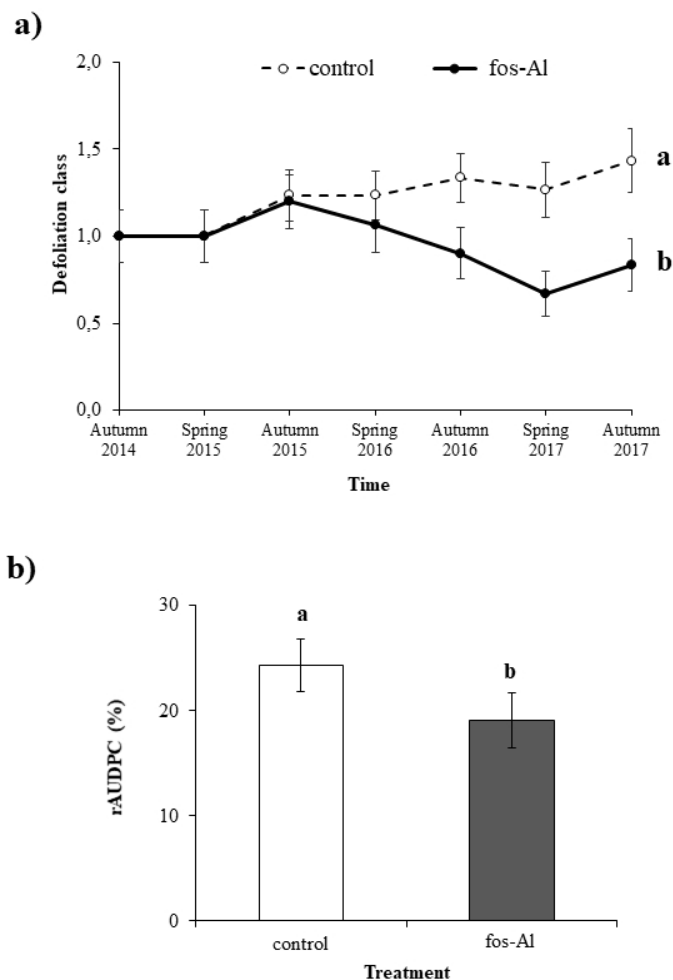 a)
control fos-Al
2,0
1,5
1,0
0,5
0,0
Defoliation class
a
b
Autumn 2014 Spring 2015 Autumn 2015 Spring 2016 Autumn 2016 Spring 2017 Autumn 2017
Time
b)
30
20
10
0
rAUDPC (%)
a
b
control fos-Al
Treatment